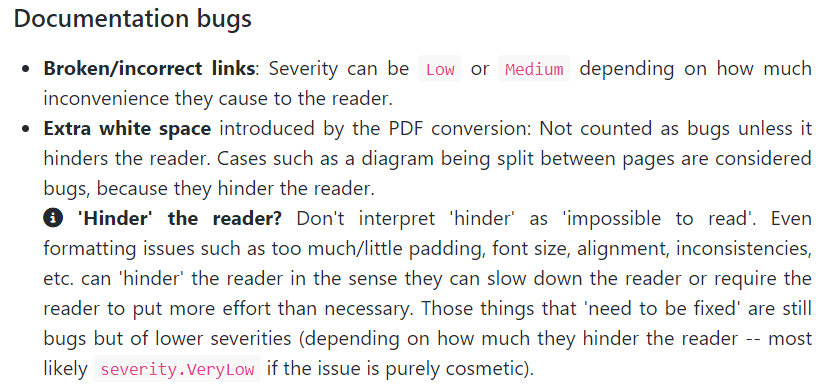 Documentation bugs
• Broken/incorrect links: Severity can be Low or Medium depending on how much
inconvenience they cause to the reader.
• Extra white space introduced by the PDF conversion: Not counted as bugs unless it
hinders the reader. Cases such as a diagram being split between pages are considered
bugs, because they hinder the reader.
'Hinder' the reader? Don't interpret 'hinder' as 'impossible to read'. Even
formatting issues such as too much/little padding, font size, alignment, inconsistencies,
etc. can 'hinder' the reader in the sense they can slow down the reader or require the
reader to put more effort than necessary. Those things that 'need to be fixed' are still
bugs but of lower severities (depending on how much they hinder the reader -- most
likely severity.VeryLow if the issue is purely cosmetic).